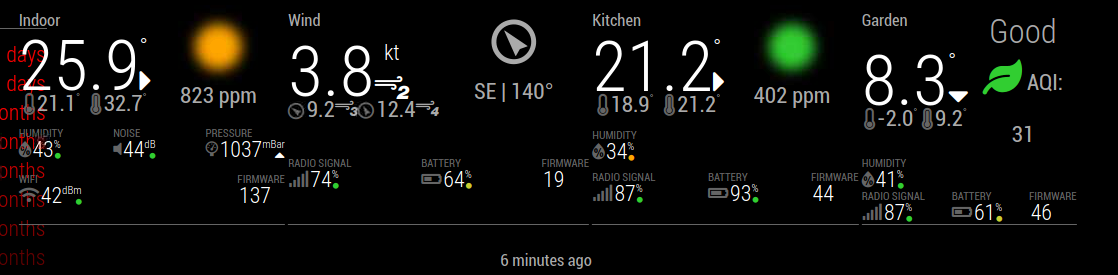 Indoor
25.9°
823 ppm
21.1° 32.7°
HUMIDITY NOISE PRESSURE
43% 44dB 1037mBar
WIFI FIRMWARE
42dBm 137
days
days
onths
onths
onths
onths
onths
onths
Wind
3.8 kt
2
SE | 140°
9.2 3 12.4 4
RADIO SIGNAL BATTERY FIRMWARE
74% 64% 19
Kitchen
21.2°
402 ppm
18.9° 21.2°
HUMIDITY
34%
RADIO SIGNAL BATTERY FIRMWARE
87% 93% 44
Garden
Good
8.3°
AQI:
-2.0° 9.2°
31
HUMIDITY
41%
RADIO SIGNAL BATTERY FIRMWARE
87% 61% 46
6 minutes ago